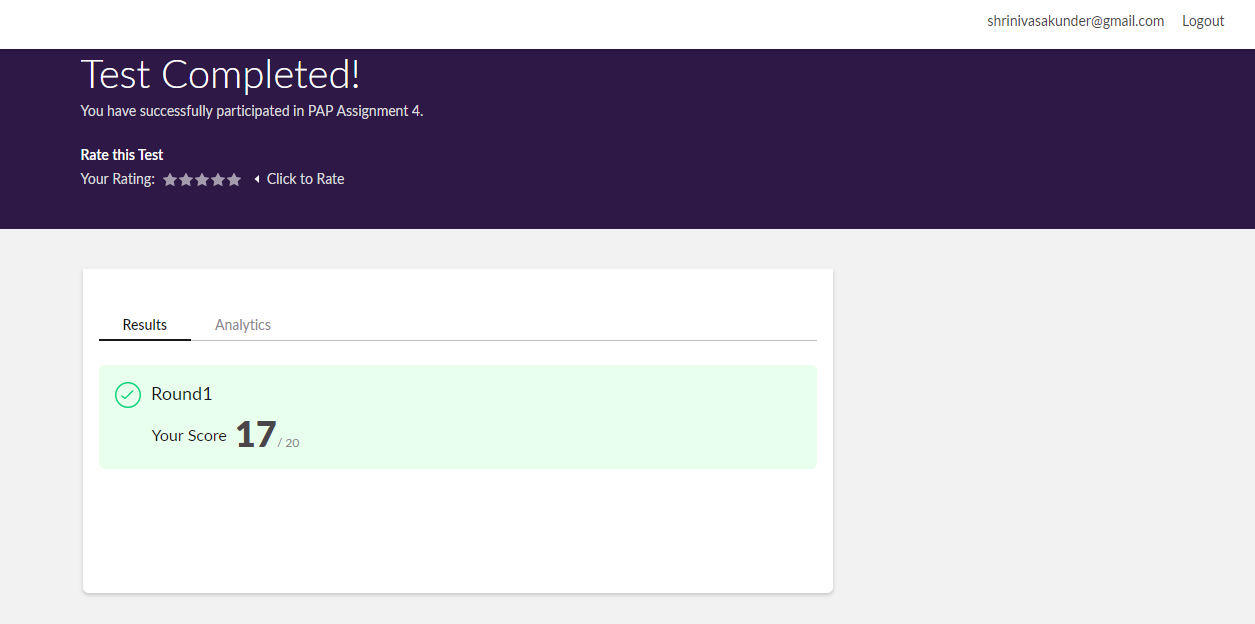 shrinivasakunder@gmail.com Logout
Test Completed!
You have successfully participated in PAP Assignment 4.
Rate this Test
Your Rating: Click to Rate
Results Analytics
Round1
Your Score 17 / 20